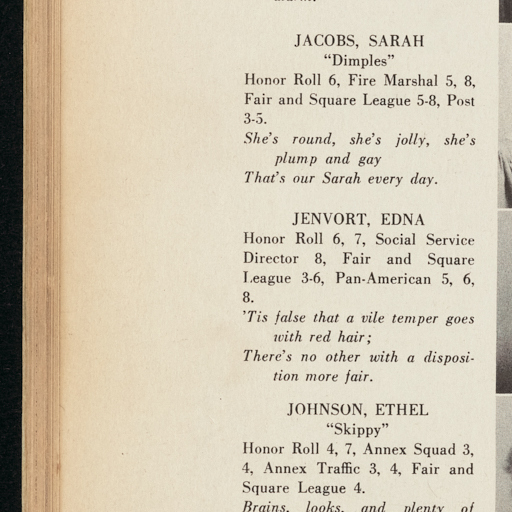 JACOBS, SARAH
“Dimples”
Honor Roll 6, Fire Marshal 5, 8,
Fair and Square League 5-8, Post
3-5.
She's round, she's jolly, she's
plump and gay
That's our Sarah every day.
JENVORT, EDNA
Honor Roll 6, 7, Social Service
Director 8, Fair and Square
League 3-6, Pan-American 5, 6,
8.
'Tis false that a vile temper goes
with red hair;
There's no other with a disposi-
tion more fair.
JOHNSON, ETHEL
“Skippy”
Honor Roll 4, 7, Annex Squad 3,
4, Annex Traffic 3, 4, Fair and
Square League 4.
Brains, looks, and plenty of